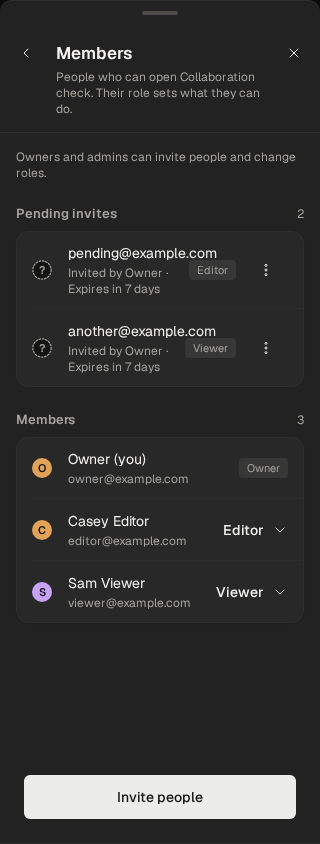 Members
People who can open Collaboration
check. Their role sets what they can
do.
Owners and admins can invite people and change
roles.
Pending invites 2
? pending@example.com
Invited by Owner · Editor
Expires in 7 days
? another@example.com
Invited by Owner · Viewer
Expires in 7 days
Members 3
O Owner (you) Owner
owner@example.com
C Casey Editor Editor
editor@example.com
S Sam Viewer Viewer
viewer@example.com
Invite people